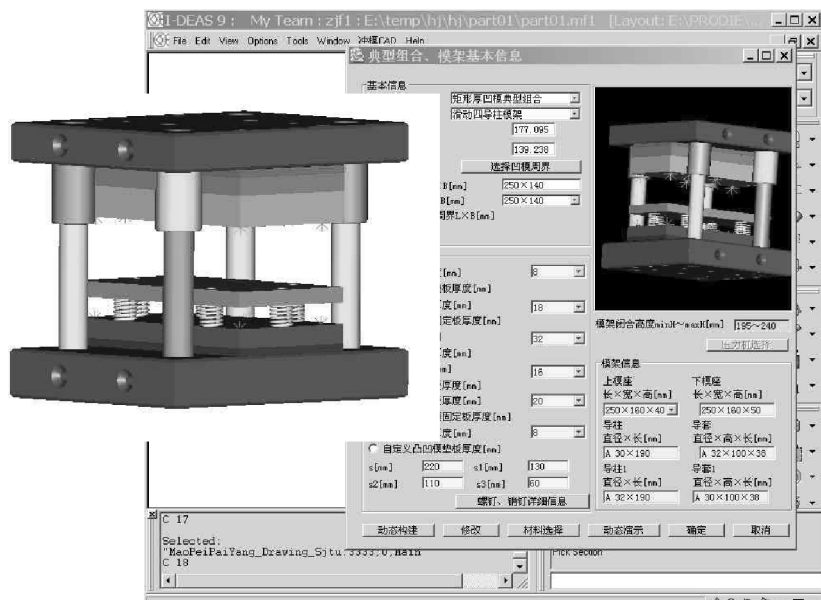 I-DEAS 9 : My Team : zjf1 : E:\temp\hj\hj\part01\part01.mf1 [Layout: E:\PRODIE\
File Edit View Options Tools Window 冲模CAD Help
典型组合、模架基本信息
基本信息
矩形厚凹模典型组合
滑动四导柱模架
177.095
139.238
选择凹模周界
B[mm] 250×140
B[mm] 250×140
周界L×B[mm]
[mm] 8
板厚度[mm]
度[mm] 18
定板厚度[mm]
32
度[mm]
[mm] 16
厚度[mm]
厚度[mm] 20
固定板厚度[mm]
度[mm] 8
自定义凸凹模垫板厚度[mm]
s[mm] 220 s1[mm] 130
s2[mm] 110 s3[mm] 60
螺钉、销钉详细信息
模架闭合高度minH~maxH[mm] 195~240
压力机选择
模架信息
上模座 下模座
长×宽×高[mm] 长×宽×高[mm]
250×160×40 250×160×50
导柱 导套
直径×长[mm] 直径×高×长[mm]
A 30×190 A 32×100×38
导柱1 导套1
直径×长[mm] 直径×高×长[mm]
A 32×190 A 30×100×38
动态构建 修改 材料选择 动态演示 确定 取消
C 17
Selected:
"MaoPeiPaiYang_Drawing_Sjtu
C 18
Pick Section